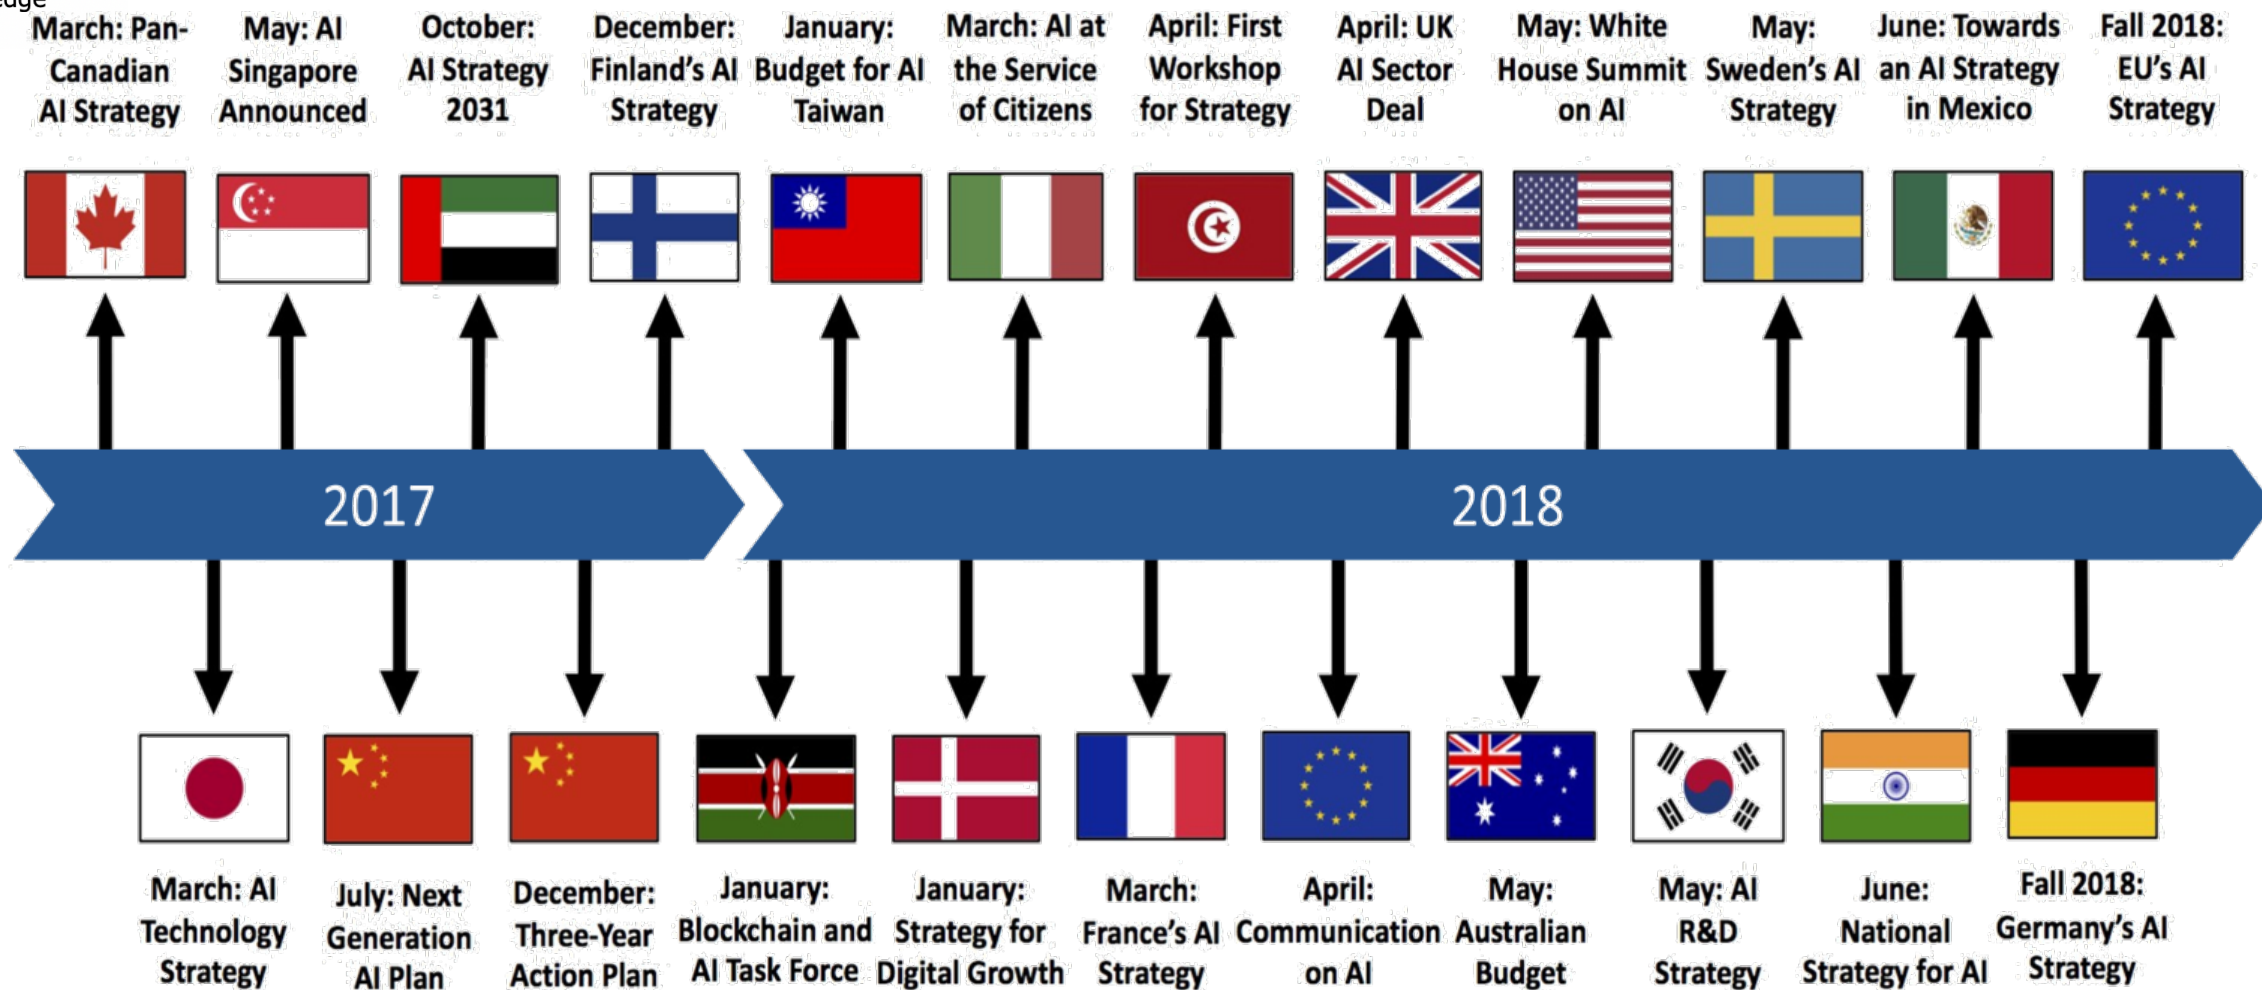 March: Pan-
Canadian
AI Strategy
May: AI
Singapore
Announced
October:
AI Strategy
2031
December:
Finland's AI
Strategy
January:
Budget for AI
Taiwan
March: AI at
the Service
of Citizens
April: First
Workshop
for Strategy
April: UK
AI Sector
Deal
May: White
House Summit
on AI
May:
Sweden's AI
Strategy
June: Towards
an AI Strategy
in Mexico
Fall 2018:
EU's AI
Strategy
2017
2018
March: AI
Technology
Strategy
July: Next
Generation
AI Plan
December:
Three-Year
Action Plan
January:
Blockchain and
AI Task Force
January:
Strategy for
Digital Growth
March:
France's AI
Strategy
April:
Communication
on AI
May:
Australian
Budget
May: AI
R&D
Strategy
June:
National
Strategy for AI
Fall 2018:
Germany's AI
Strategy